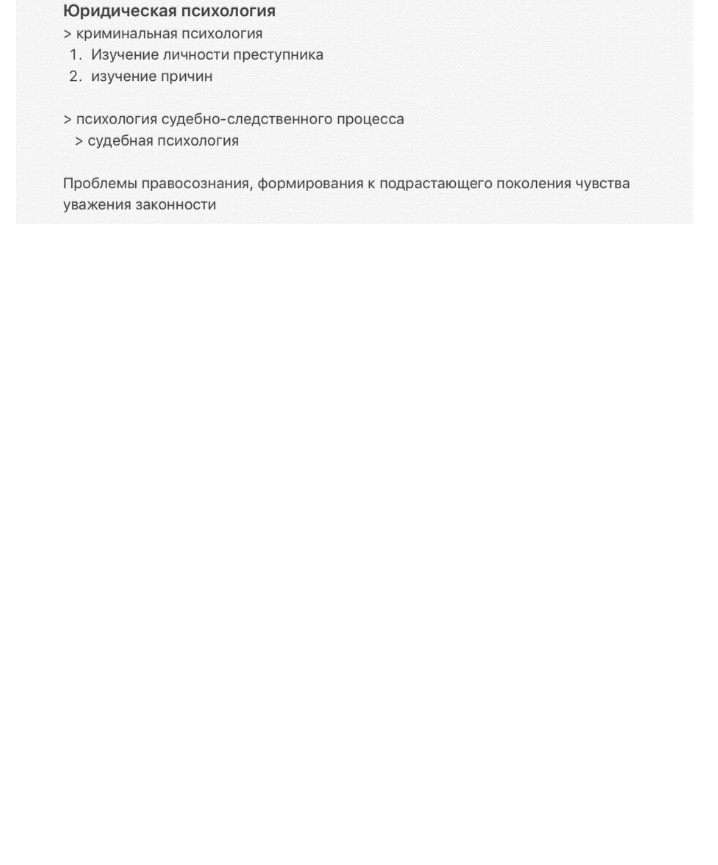 Юридическая психология
> криминальная психология
1. Изучение личности преступника
2. изучение причин
> психология судебно-следственного процесса
> судебная психология
Проблемы правосознания, формирования к подрастающего поколения чувства
уважения законности